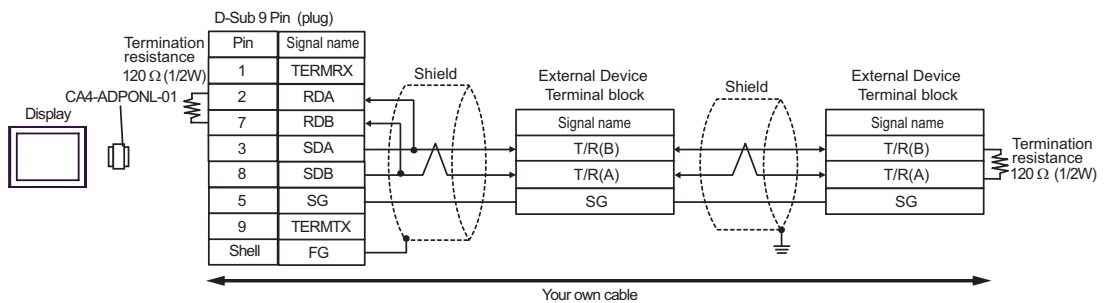 D-Sub 9 Pin (plug)
Termination
resistance
120 Ω (1/2W)
CA4-ADPONL-01
Display
Pin Signal name
1 TERMRX
2 RDA
7 RDB
3 SDA
8 SDB
5 SG
9 TERMTX
Shell FG
Shield
External Device
Terminal block
Signal name
T/R(B)
T/R(A)
SG
Shield
External Device
Terminal block
Signal name
T/R(B)
T/R(A)
SG
Termination
resistance
120 Ω (1/2W)
Your own cable